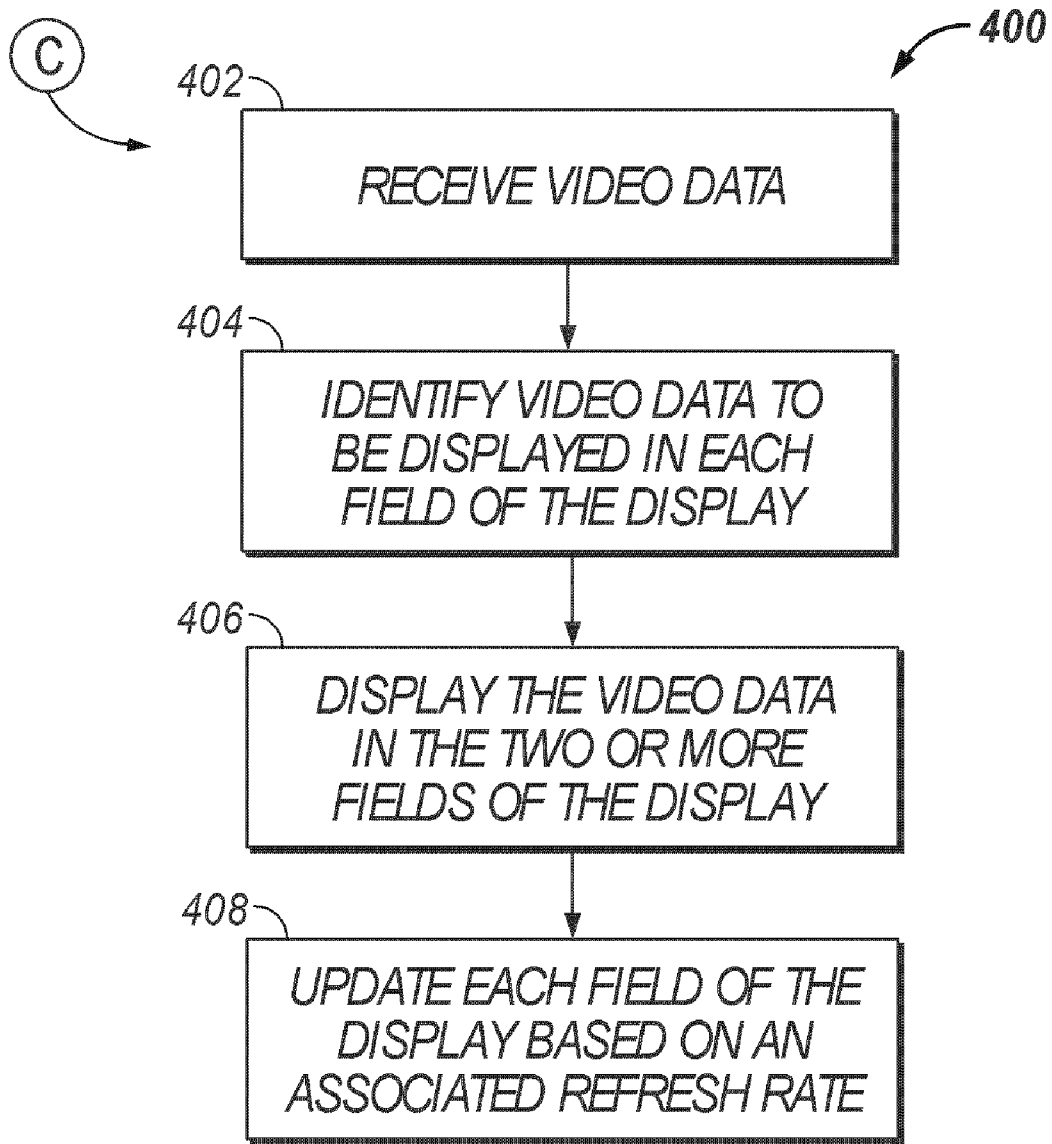 C
400
402
RECEIVE VIDEO DATA
404
IDENTIFY VIDEO DATA TO
BE DISPLAYED IN EACH
FIELD OF THE DISPLAY
406
DISPLAY THE VIDEO DATA
IN THE TWO OR MORE
FIELDS OF THE DISPLAY
408
UPDATE EACH FIELD OF THE
DISPLAY BASED ON AN
ASSOCIATED REFRESH RATE